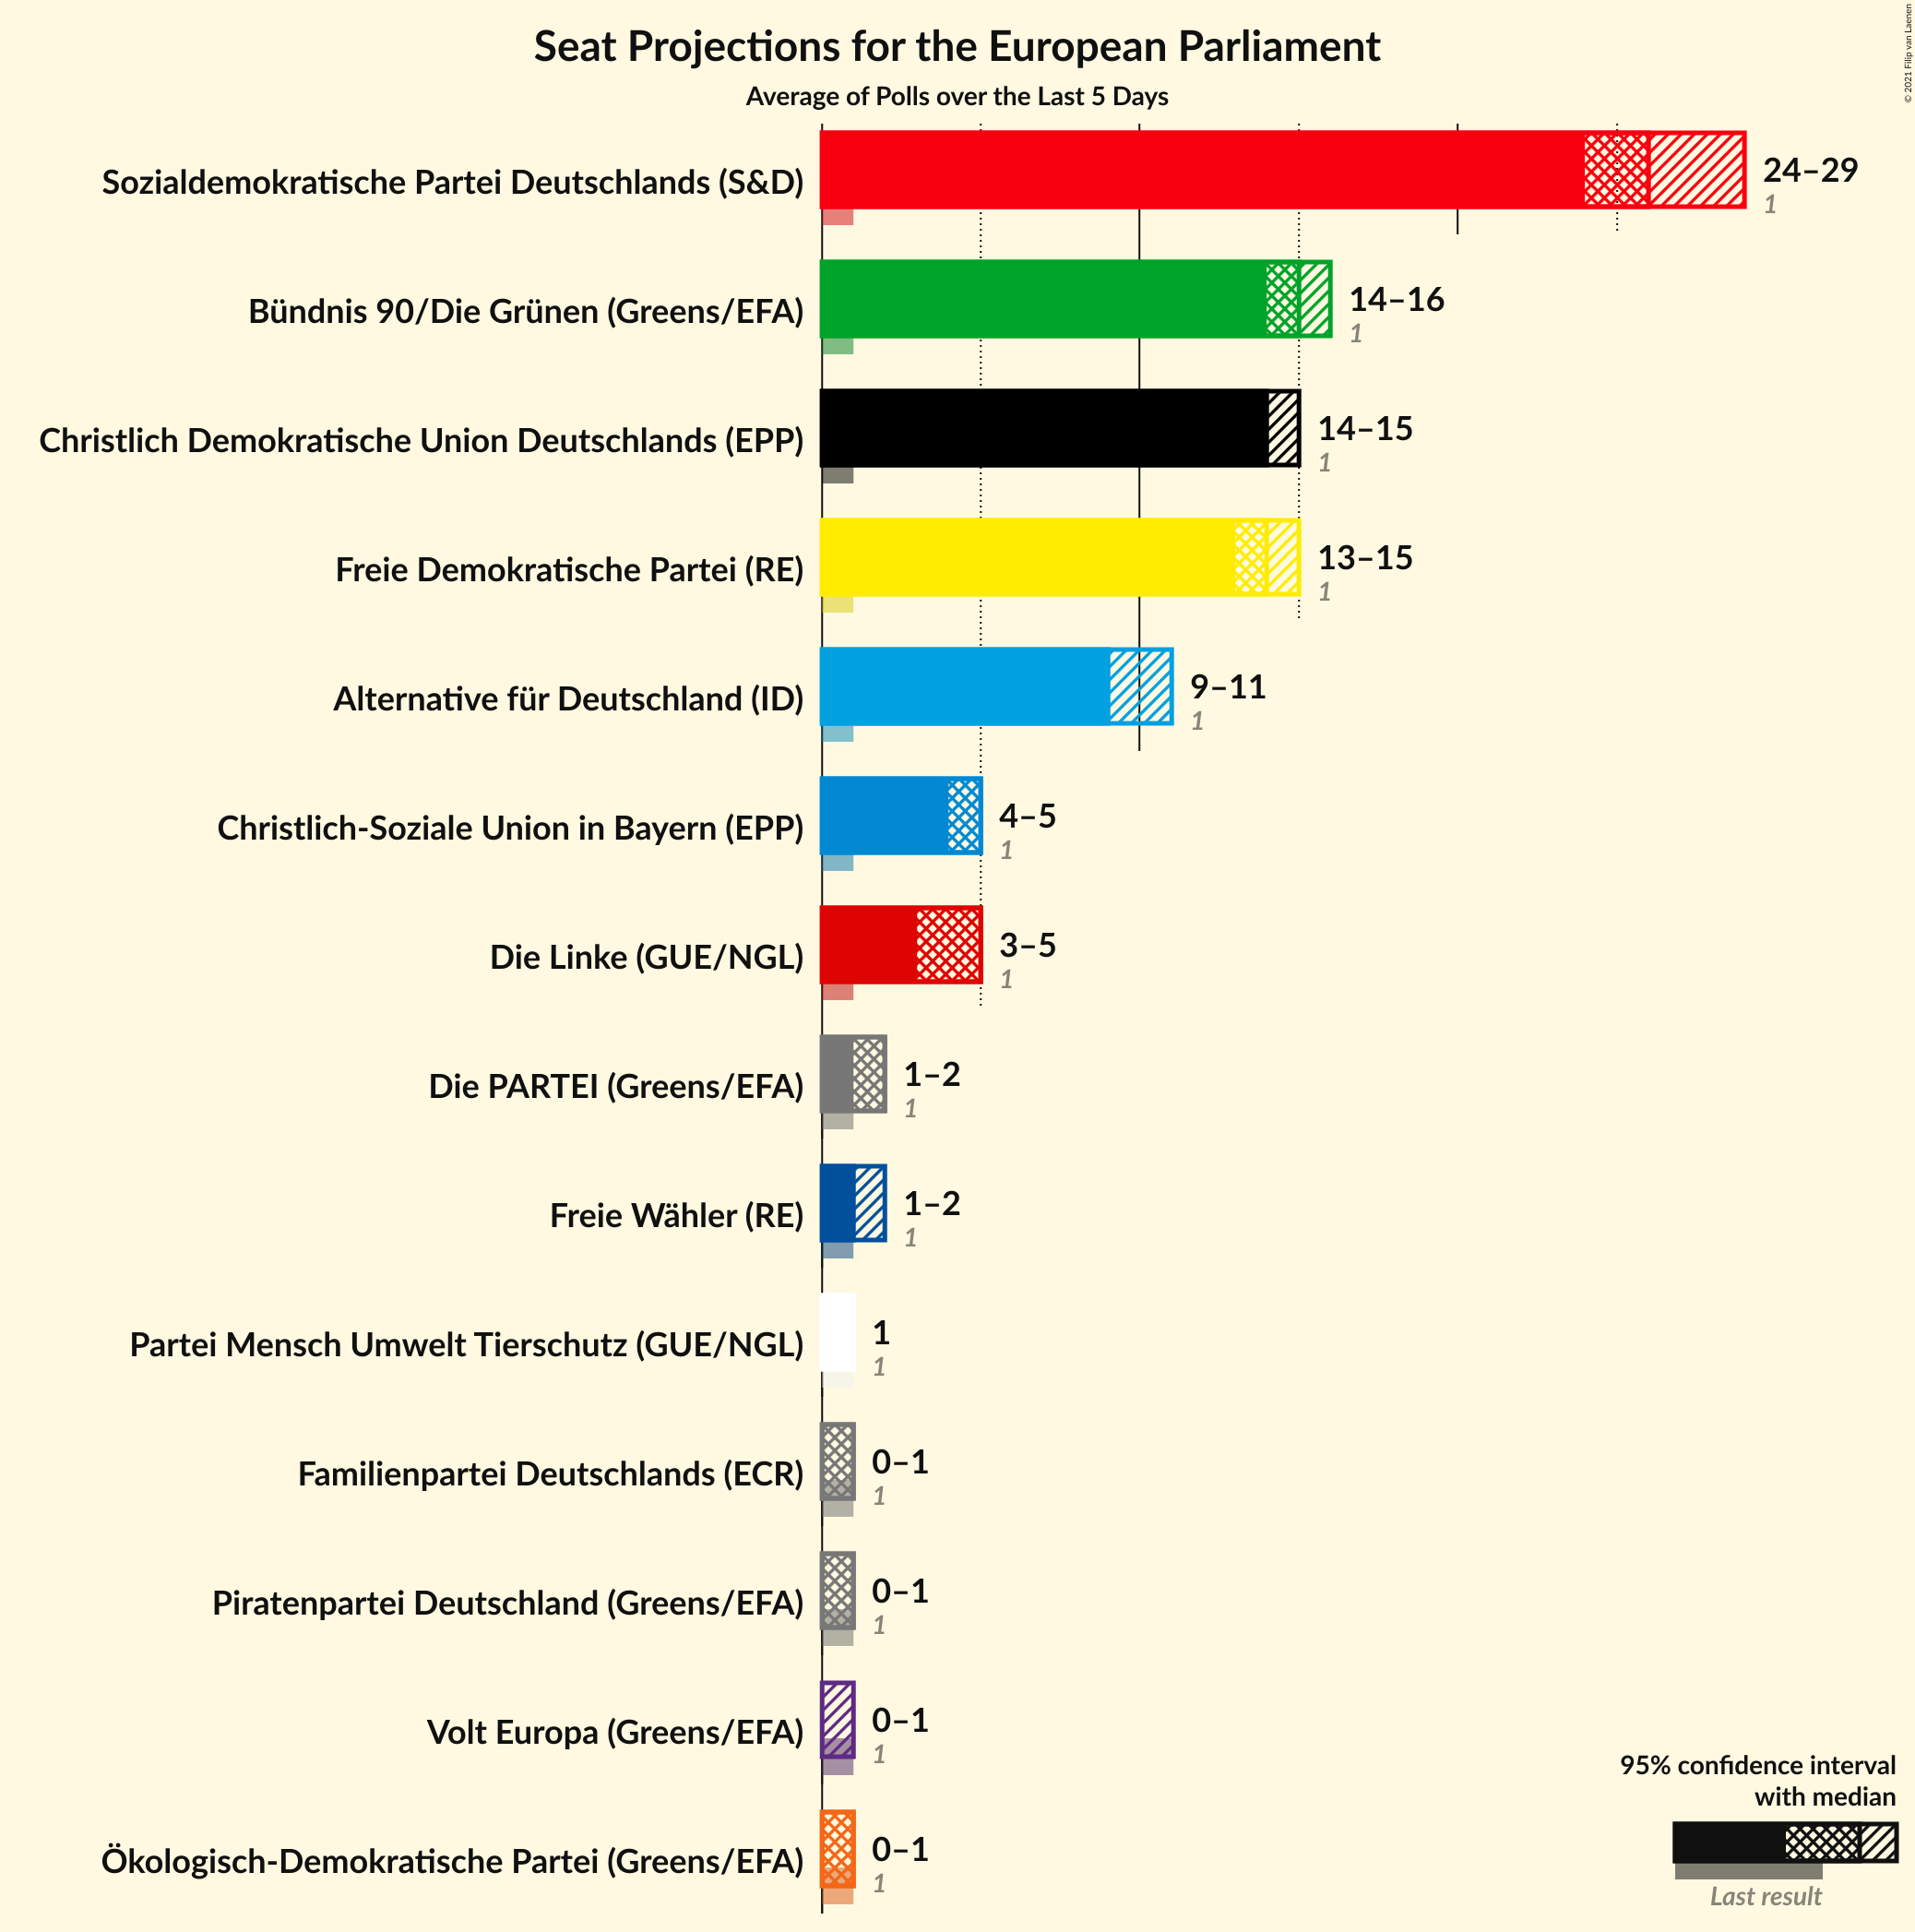 Seat Projections for the European Parliament
Average of Polls over the Last 5 Days
© 2021 Filip van Laenen
Sozialdemokratische Partei Deutschlands (S&D)
24–29
1
Bündnis 90/Die Grünen (Greens/EFA)
14–16
1
Christlich Demokratische Union Deutschlands (EPP)
14–15
1
Freie Demokratische Partei (RE)
13–15
1
Alternative für Deutschland (ID)
9–11
1
Christlich-Soziale Union in Bayern (EPP)
4–5
1
Die Linke (GUE/NGL)
3–5
1
Die PARTEI (Greens/EFA)
1–2
1
Freie Wähler (RE)
1–2
1
Partei Mensch Umwelt Tierschutz (GUE/NGL)
1
1
Familienpartei Deutschlands (ECR)
0–1
1
Piratenpartei Deutschland (Greens/EFA)
0–1
1
Volt Europa (Greens/EFA)
0–1
1
Ökologisch-Demokratische Partei (Greens/EFA)
0–1
1
95% confidence interval
with median
Last result